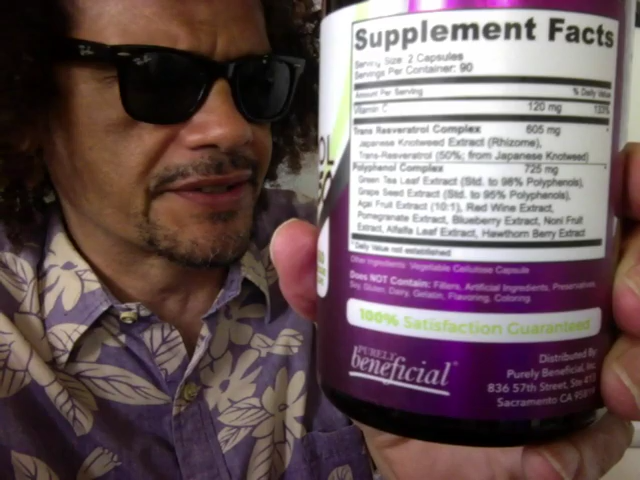 Ray-Ban
OL
Supplement Facts
Serving Size: 2 Capsules
Servings Per Container: 90
Amount Per Serving % Daily Value
Vitamin C 120 mg 133%
Trans Resveratrol Complex 605 mg *
Japanese Knotweed Extract (Rhizome),
Trans-Resveratrol (50%; from Japanese Knotweed)
Polyphenol Complex 725 mg *
Green Tea Leaf Extract (Std. to 98% Polyphenols),
Grape Seed Extract (Std. to 95% Polyphenols),
Acai Fruit Extract (10:1), Red Wine Extract,
Pomegranate Extract, Blueberry Extract, Noni Fruit
Extract, Alfalfa Leaf Extract, Hawthorn Berry Extract
* Daily Value not established
Other Ingredients: Vegetable Cellulose Capsule
Does NOT Contain: Fillers, Artificial Ingredients, Preservatives,
Soy, Gluten, Dairy, Gelatin, Flavoring, Coloring
100% Satisfaction Guaranteed
PURELY
beneficial
Distributed By:
Purely Beneficial, Inc.
836 57th Street, Ste
Sacramento CA